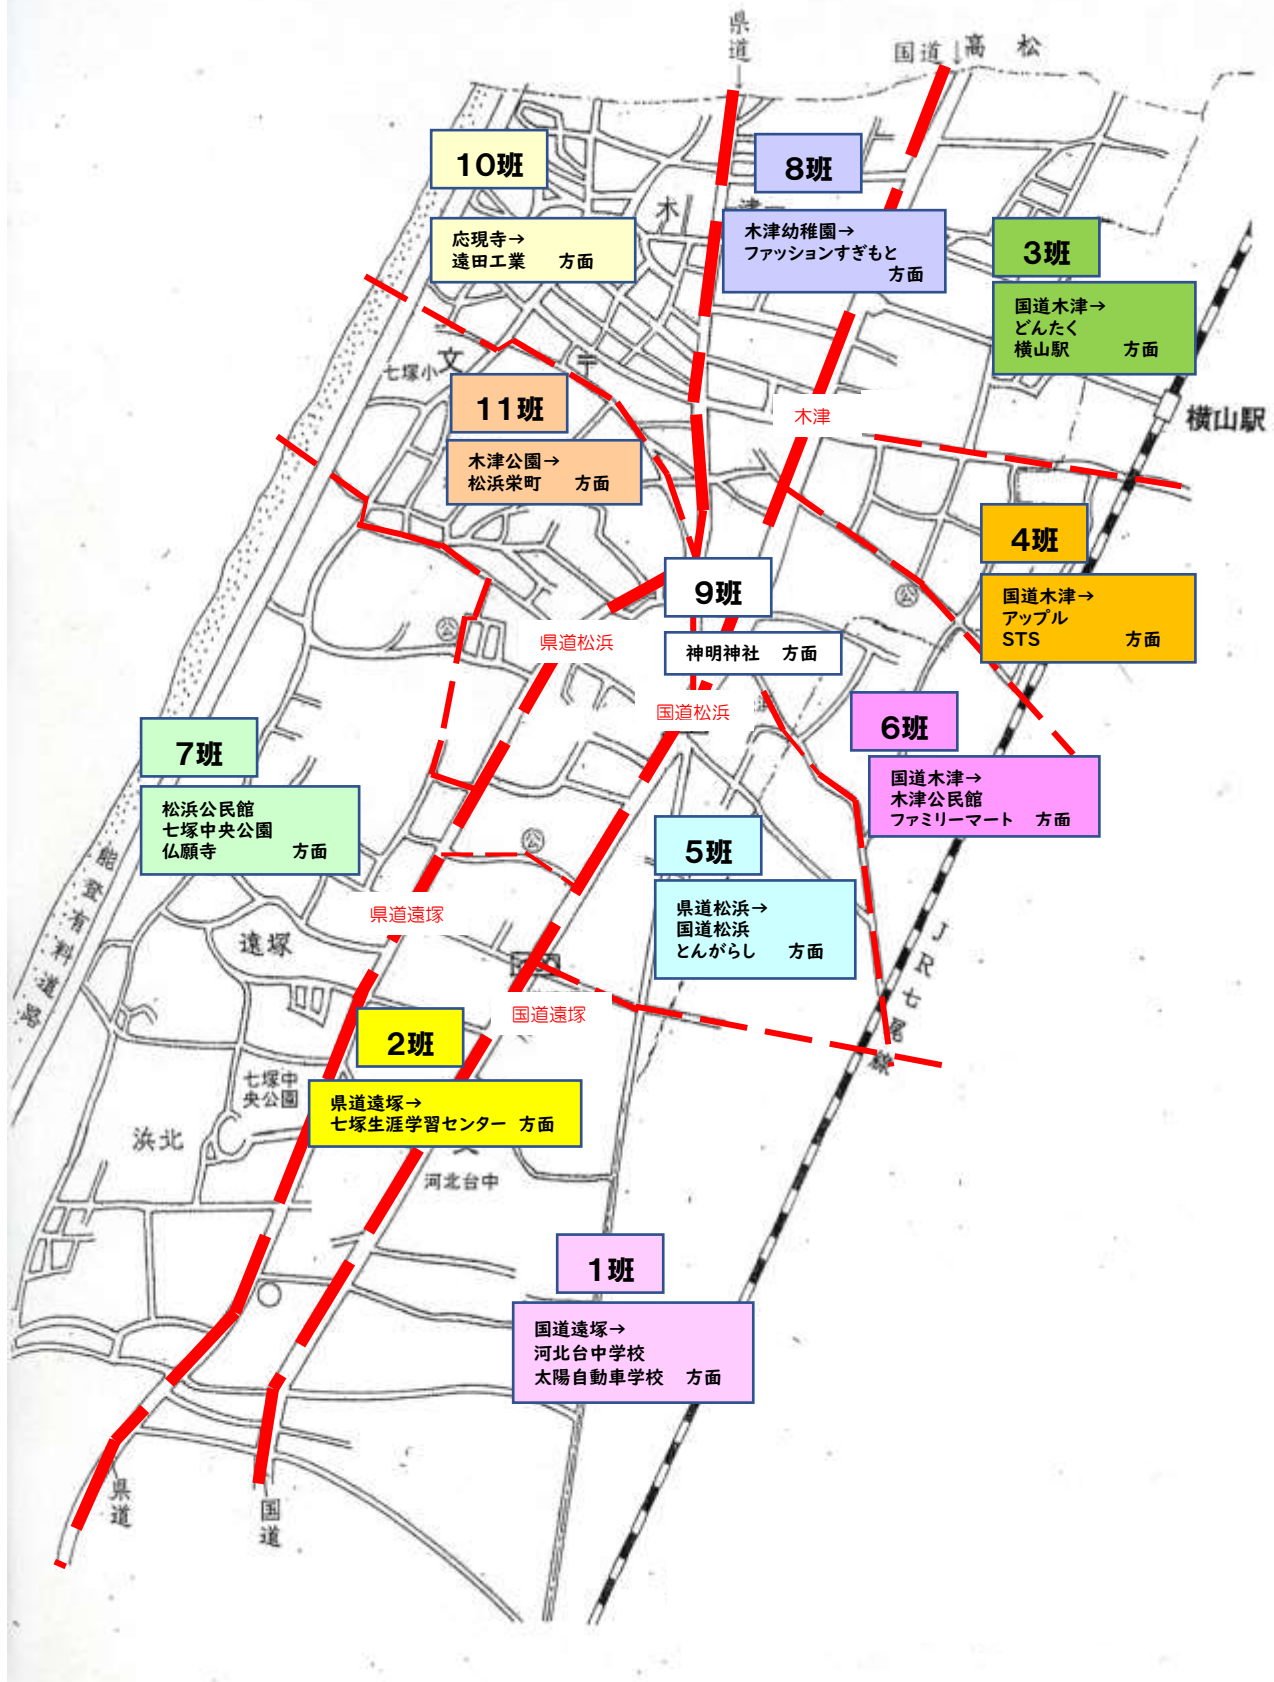 県道
国道
高松
10班
8班
木
津
応現寺→
遠田工業 方面
木津幼稚園→
ファッションすぎもと
方面
3班
国道木津→
どんたく
横山駅 方面
文
七塚小
〒
11班
木津
横山駅
木津公園→
松浜栄町 方面
4班
国道木津→
アップル
STS 方面
9班
公
公
県道松浜
神明神社 方面
国道松浜
6班
国道木津→
木津公民館
ファミリーマート 方面
7班
松浜公民館
七塚中央公園
仏願寺 方面
公
5班
県道松浜→
国道松浜
とんがらし 方面
能登有料道路
県道遠塚
遠塚
JR七尾線
国道遠塚
2班
県道遠塚→
七塚生涯学習センター 方面
七塚中
央公園
浜北
河北台中
1班
国道遠塚→
河北台中学校
太陽自動車学校 方面
県道
国道